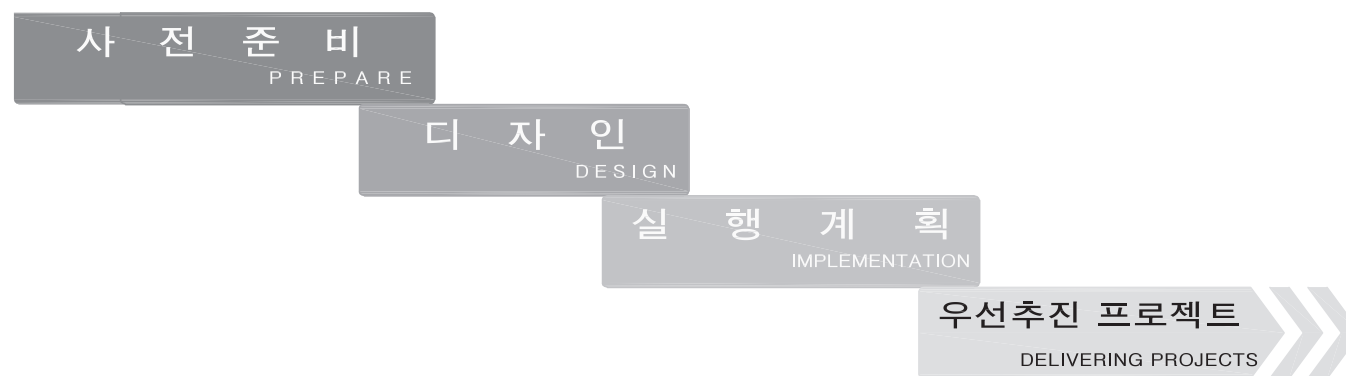 사 전 준 비
PREPARE
디 자 인
DESIGN
실 행 계 획
IMPLEMENTATION
우선추진 프로젝트
DELIVERING PROJECTS